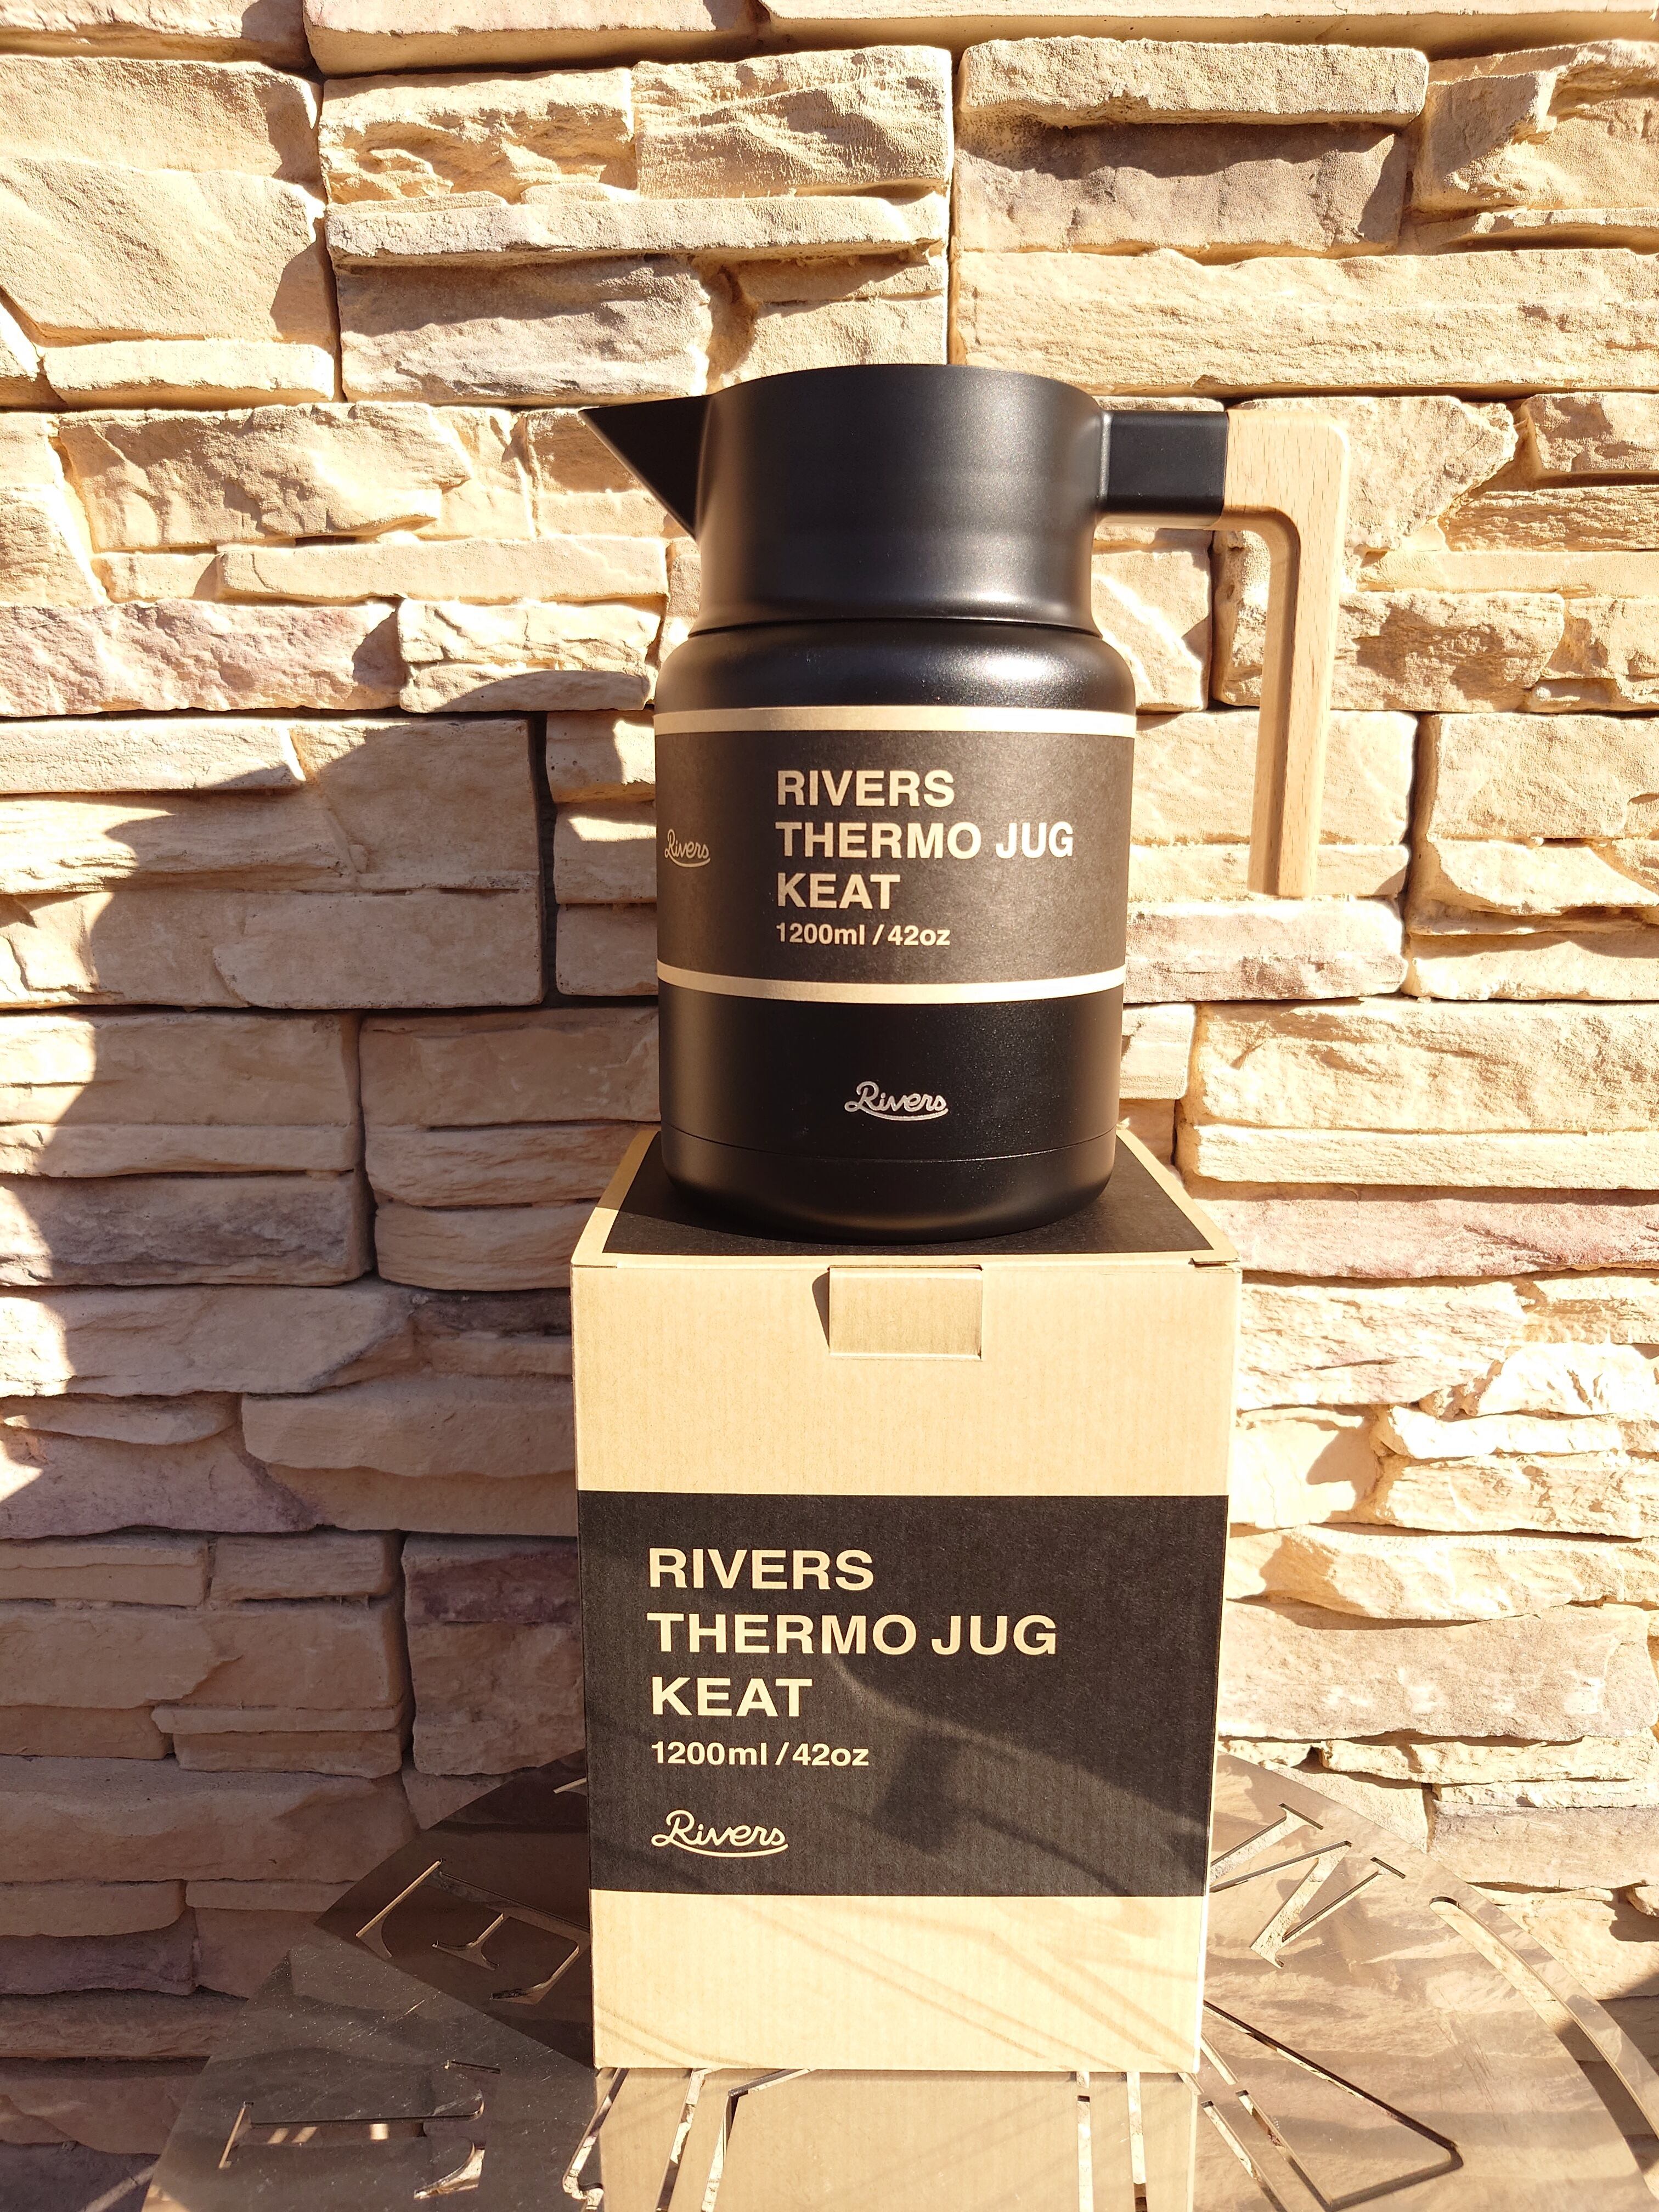 RIVERS
THERMO JUG
KEAT
1200ml / 42oz
Rivers
Rivers
RIVERS
THERMO JUG
KEAT
1200ml / 42oz
Rivers